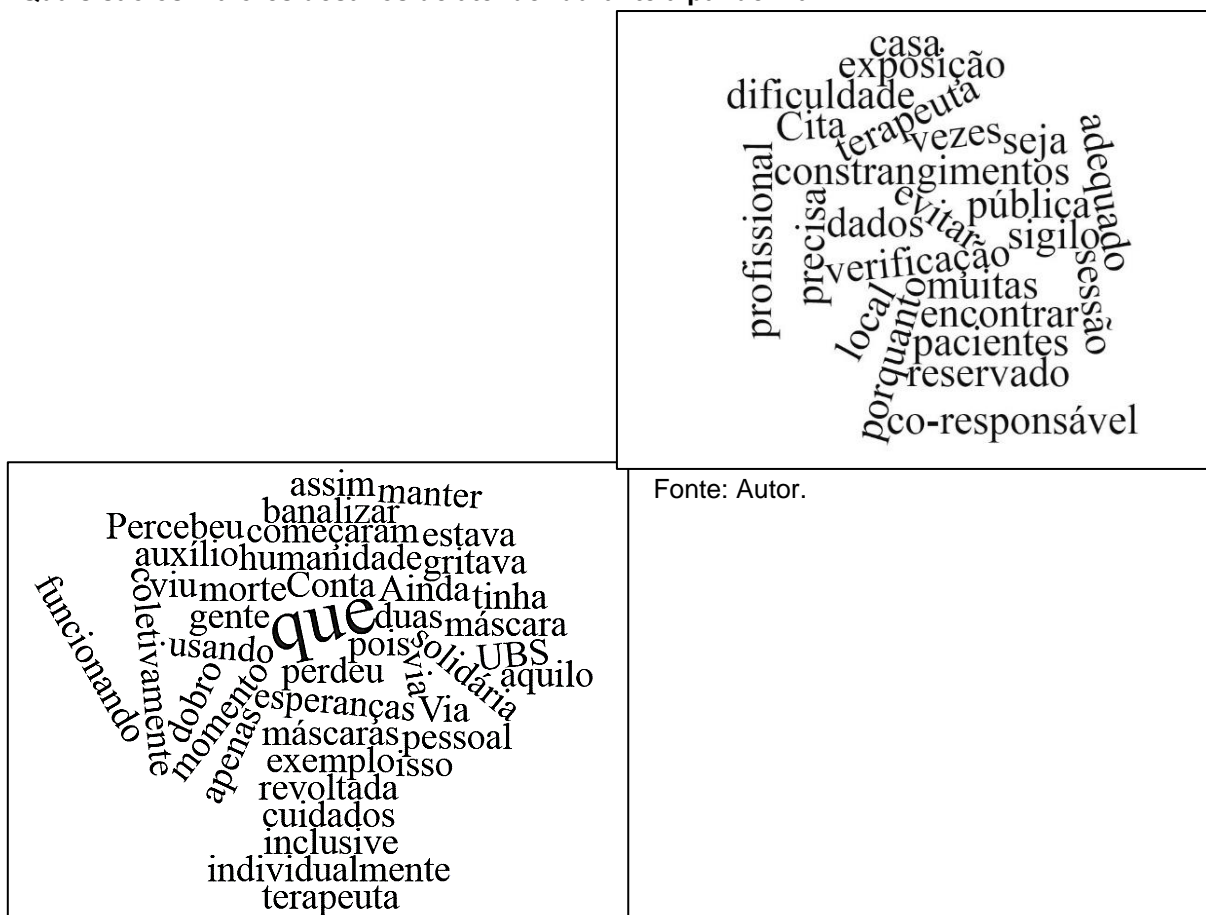 casa
exposição
dificuldade
terapeuta
Cita
vezes seja
adequado
constrangimentos
profissional
precisa
evitar
pública
dados
sigilo
verificação
sessão
muitas
local
porquanto
encontrar
pacientes
reservado
co-responsável
Fonte: Autor.
assim manter
banalizar
Percebeu começaram estava
auxílio humanidade gritava
coletivamente
funcionando
viu morte Conta Ainda tinha
gente que duas máscara
usando pois solidária UBS
perdeu via aquilo
dobro
momento
apenas
esperanças Via
máscaras pessoal
exemplo isso
revoltada
cuidados
inclusive
individualmente
terapeuta